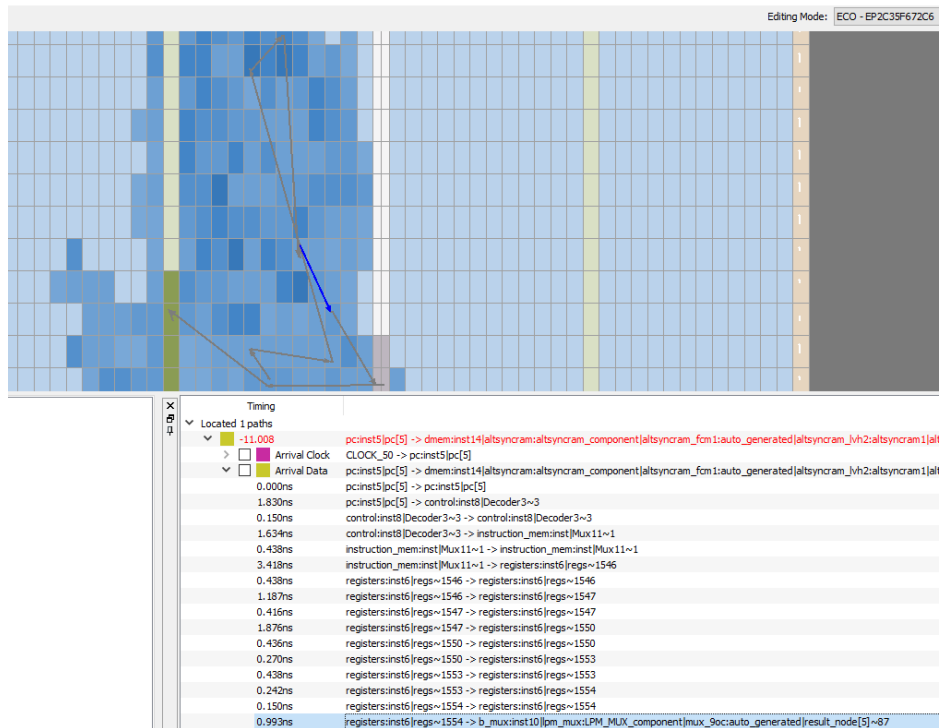 Editing Mode: ECO - EP2C35F672C6
Timing
Located 1 paths
-11.008 pc:inst5|pc[5] -> dmem:inst14|altsyncram:altsyncram_component|altsyncram_fcm1:auto_generated|altsyncram_lvh2:altsyncram1|alt
Arrival Clock CLOCK_50 -> pc:inst5|pc[5]
Arrival Data pc:inst5|pc[5] -> dmem:inst14|altsyncram:altsyncram_component|altsyncram_fcm1:auto_generated|altsyncram_lvh2:altsyncram1|alt
0.000ns pc:inst5|pc[5] -> pc:inst5|pc[5]
1.830ns pc:inst5|pc[5] -> control:inst8|Decoder3~3
0.150ns control:inst8|Decoder3~3 -> control:inst8|Decoder3~3
1.634ns control:inst8|Decoder3~3 -> instruction_mem:inst|Mux11~1
0.438ns instruction_mem:inst|Mux11~1 -> instruction_mem:inst|Mux11~1
3.418ns instruction_mem:inst|Mux11~1 -> registers:inst6|regs~1546
0.438ns registers:inst6|regs~1546 -> registers:inst6|regs~1546
1.187ns registers:inst6|regs~1546 -> registers:inst6|regs~1547
0.416ns registers:inst6|regs~1547 -> registers:inst6|regs~1547
1.876ns registers:inst6|regs~1547 -> registers:inst6|regs~1550
0.436ns registers:inst6|regs~1550 -> registers:inst6|regs~1550
0.270ns registers:inst6|regs~1550 -> registers:inst6|regs~1553
0.438ns registers:inst6|regs~1553 -> registers:inst6|regs~1553
0.242ns registers:inst6|regs~1553 -> registers:inst6|regs~1554
0.150ns registers:inst6|regs~1554 -> registers:inst6|regs~1554
0.993ns registers:inst6|regs~1554 -> b_mux:inst10|lpm_mux:LPM_MUX_component|mux_9oc:auto_generated|result_node[5]~87